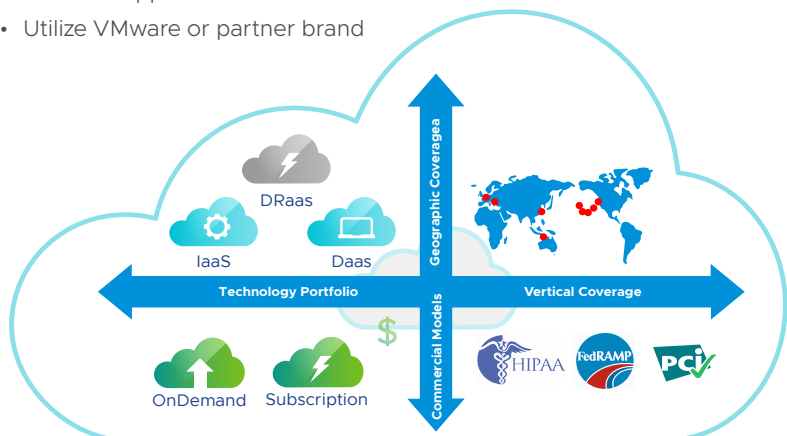 • Utilize VMware or partner brand
Geographic Coveragea
DRaas
IaaS
Daas
Technology Portfolio
Vertical Coverage
Commercial Models
$
OnDemand
Subscription
HIPAA
FedRAMP
PCi